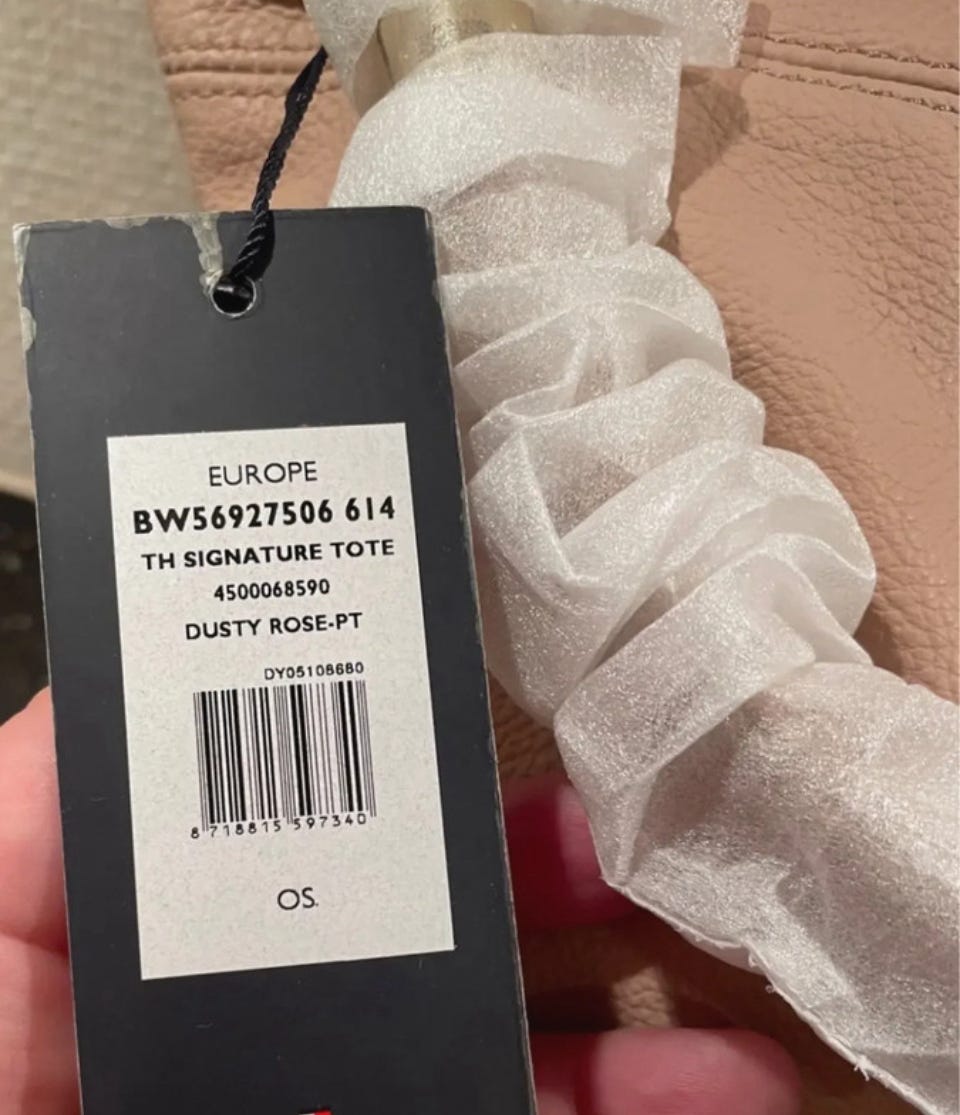 EUROPE
BW56927506 614
TH SIGNATURE TOTE
4500068590
DUSTY ROSE-PT
DY05108680
8 718815 597340
OS.